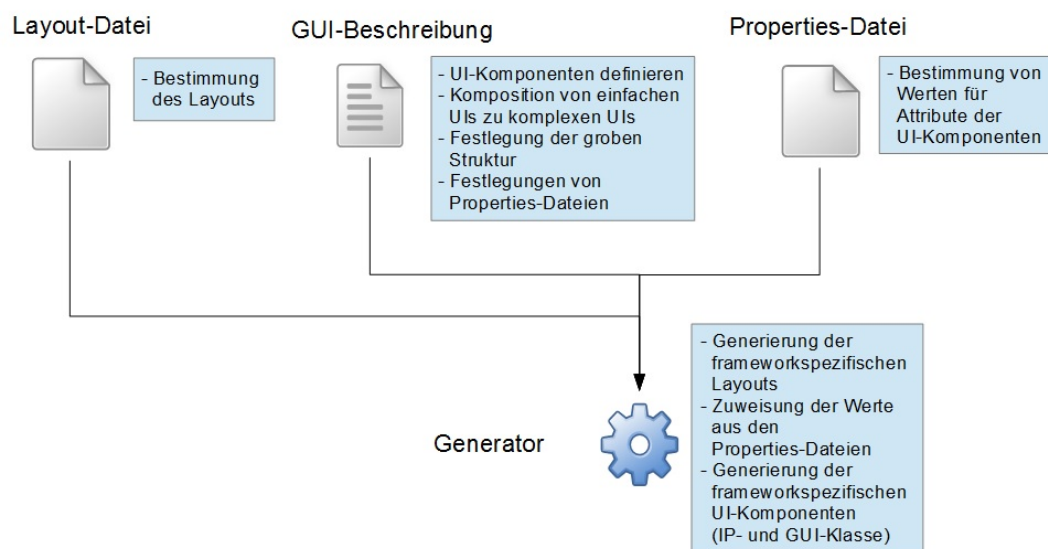 Layout-Datei
- Bestimmung
des Layouts
GUI-Beschreibung
- UI-Komponenten definieren
- Komposition von einfachen
UIs zu komplexen UIs
- Festlegung der groben
Struktur
- Festlegungen von
Properties-Dateien
Properties-Datei
- Bestimmung von
Werten für
Attribute der
UI-Komponenten
Generator
- Generierung der
frameworkspezifischen
Layouts
- Zuweisung der Werte
aus den
Properties-Dateien
- Generierung der
frameworkspezifischen
UI-Komponenten
(IP- und GUI-Klasse)